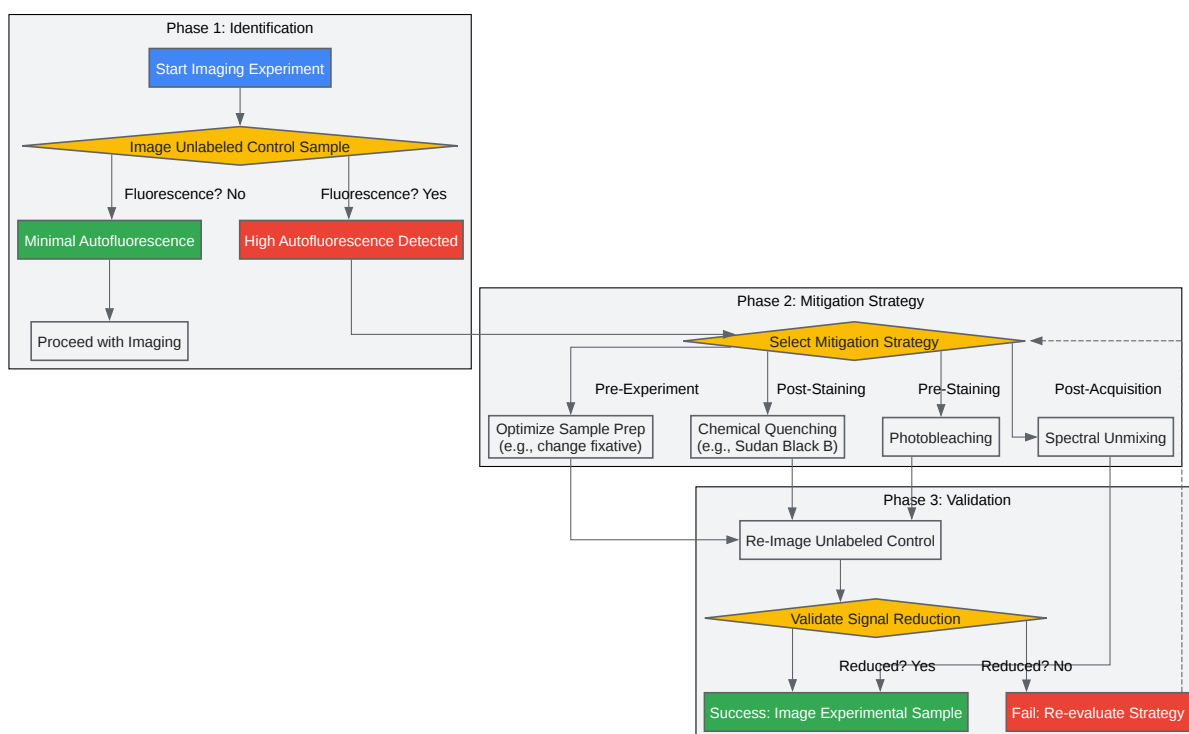 Phase 1: Identification
Start Imaging Experiment
Image Unlabeled Control Sample
Fluorescence? No
Fluorescence? Yes
Minimal Autofluorescence
High Autofluorescence Detected
Proceed with Imaging
Phase 2: Mitigation Strategy
Select Mitigation Strategy
Pre-Experiment
Post-Staining
Pre-Staining
Post-Acquisition
Optimize Sample Prep
(e.g., change fixative)
Chemical Quenching
(e.g., Sudan Black B)
Photobleaching
Spectral Unmixing
Phase 3: Validation
Re-Image Unlabeled Control
Validate Signal Reduction
Reduced? Yes
Reduced? No
Success: Image Experimental Sample
Fail: Re-evaluate Strategy